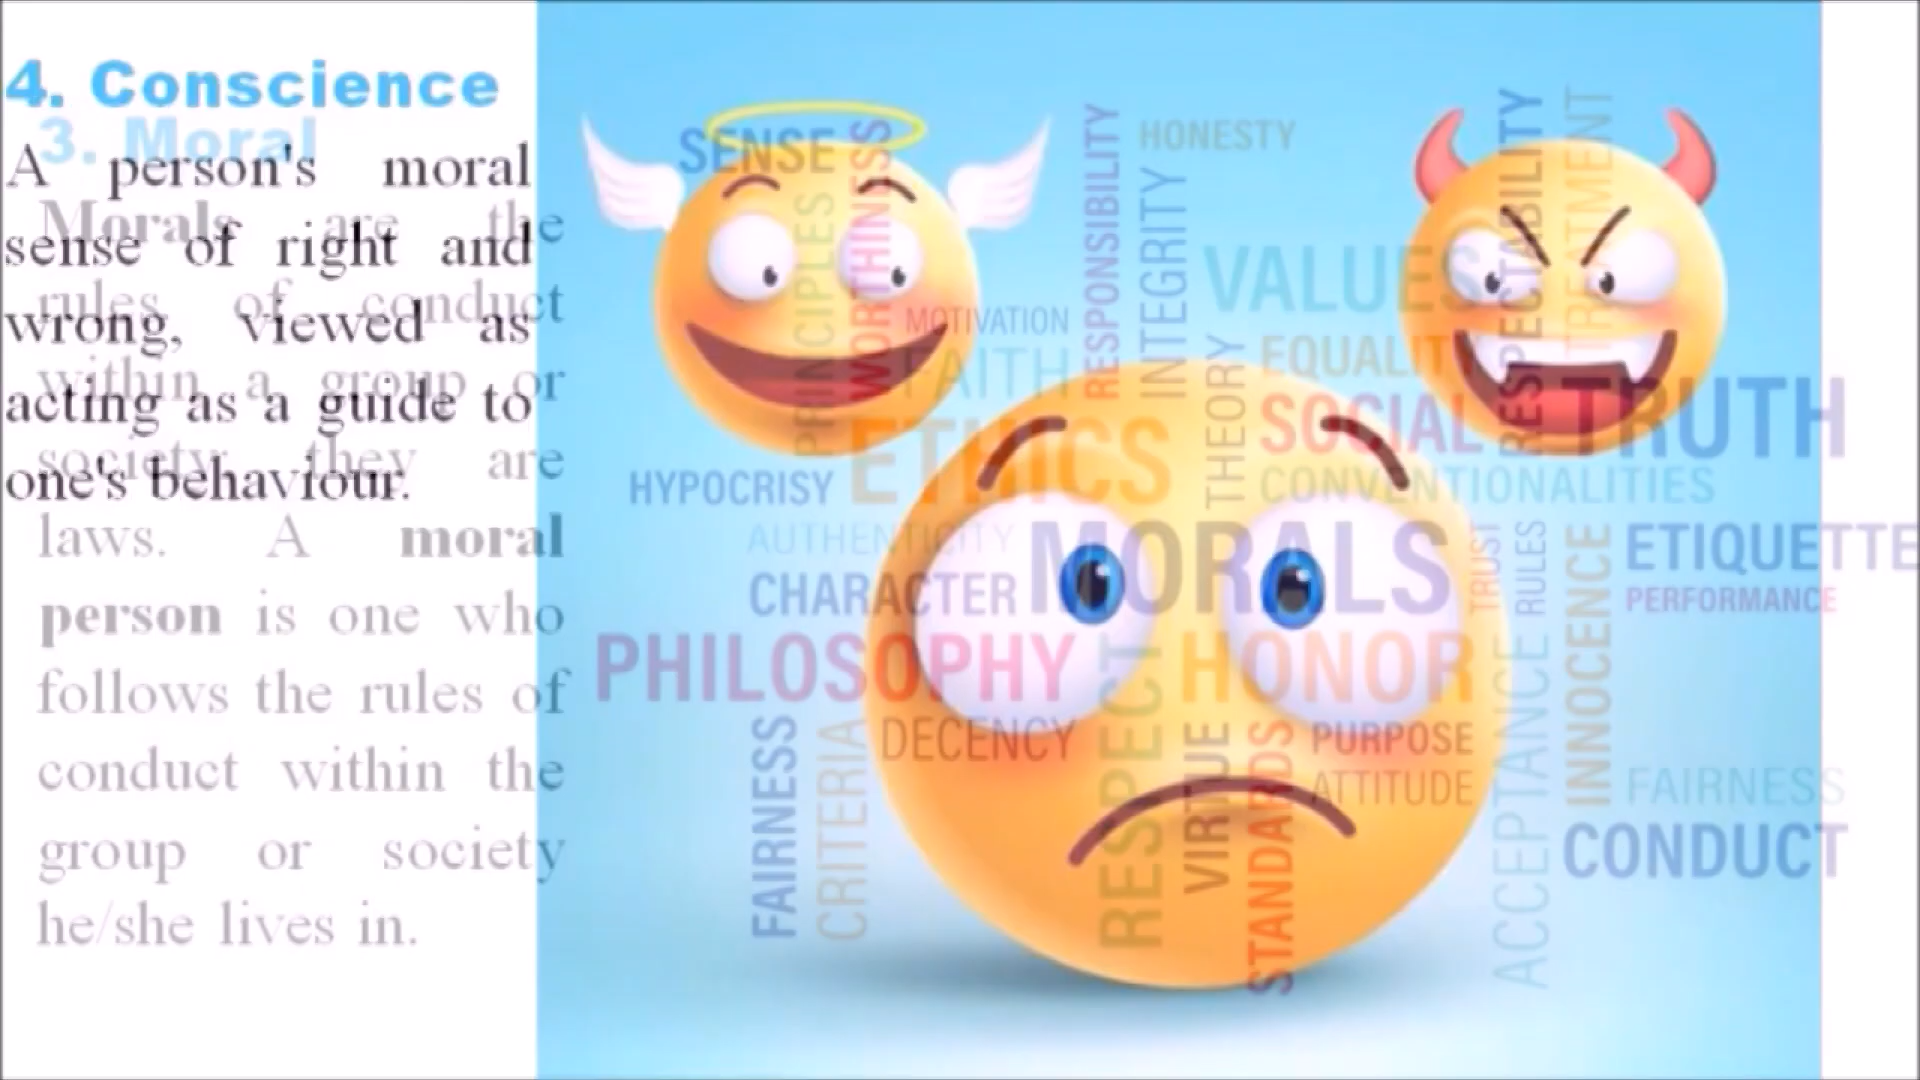 4. Conscience
A person's moral
sense of right and
wrong, viewed as
acting as a guide to
one's behaviour.
3. Moral
Morals are the
rules of conduct
within a group or
society they are
laws. A moral
person is one who
follows the rules of
conduct within the
group or society
he/she lives in.
SENSE
WORTHINESS
PRINCIPLES
MOTIVATION
FAITH
RESPONSIBILITY
HONESTY
INTEGRITY
VALUES
EQUALITY
THEORY
SOCIAL
RESPECTABILITY
TREATMENT
TRUTH
ETHICS
HYPOCRISY
CONVENTIONALITIES
AUTHENTICITY
CHARACTER
MORALS
TRUST
RULES
INNOCENCE
ETIQUETTE
PERFORMANCE
PHILOSOPHY
HONOR
DECENCY
RESPECT
FAIRNESS
CRITERIA
VIRTUE
STANDARDS
PURPOSE
ATTITUDE
ACCEPTANCE
FAIRNESS
CONDUCT